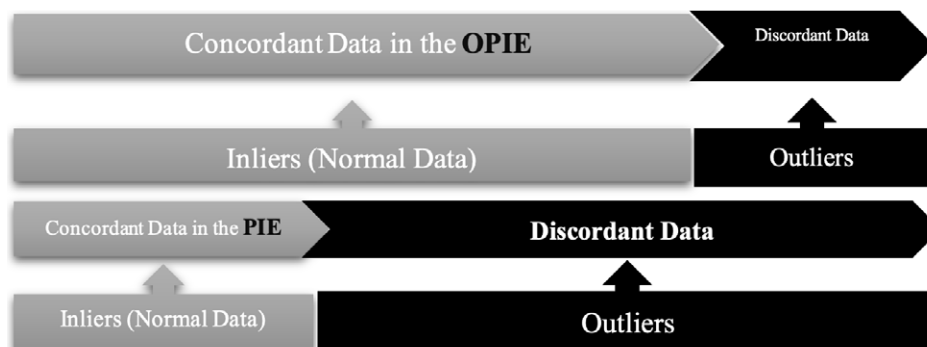 Concordant Data in the OPIE
Discordant Data
Inliers (Normal Data)
Outliers
Concordant Data in the PIE
Discordant Data
Inliers (Normal Data)
Outliers